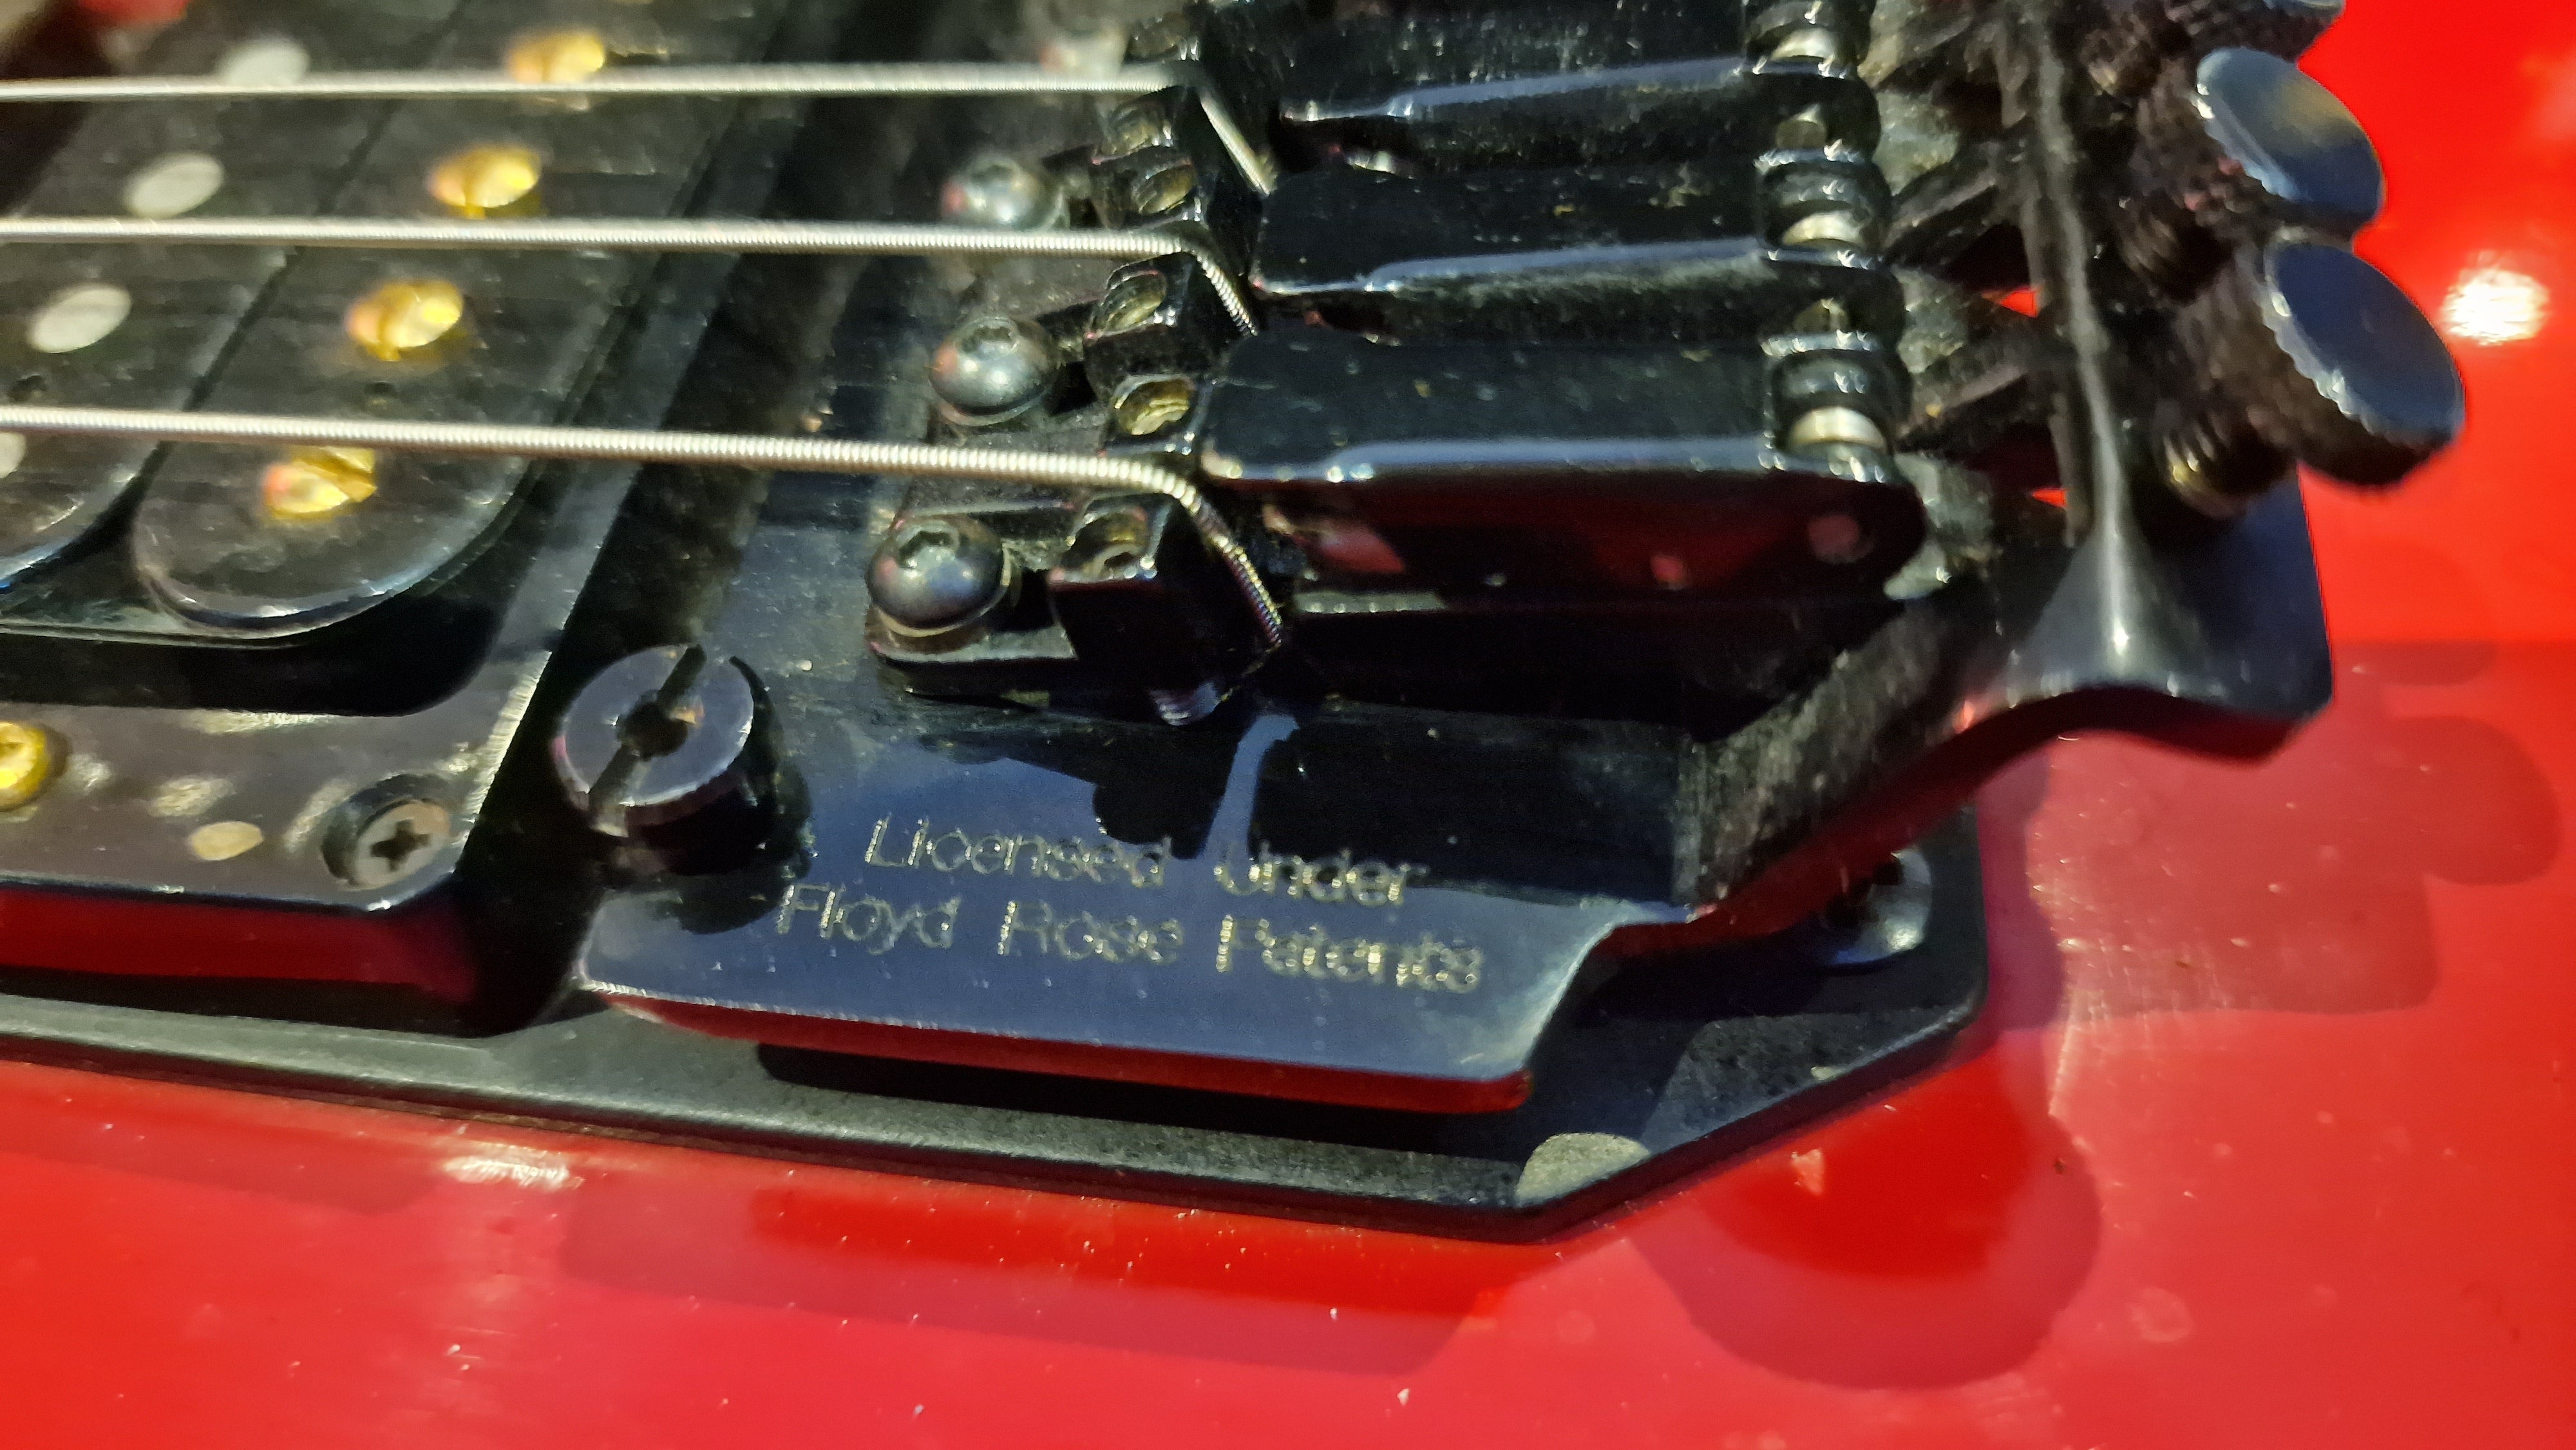 Licensed Under
Floyd Rose Patents